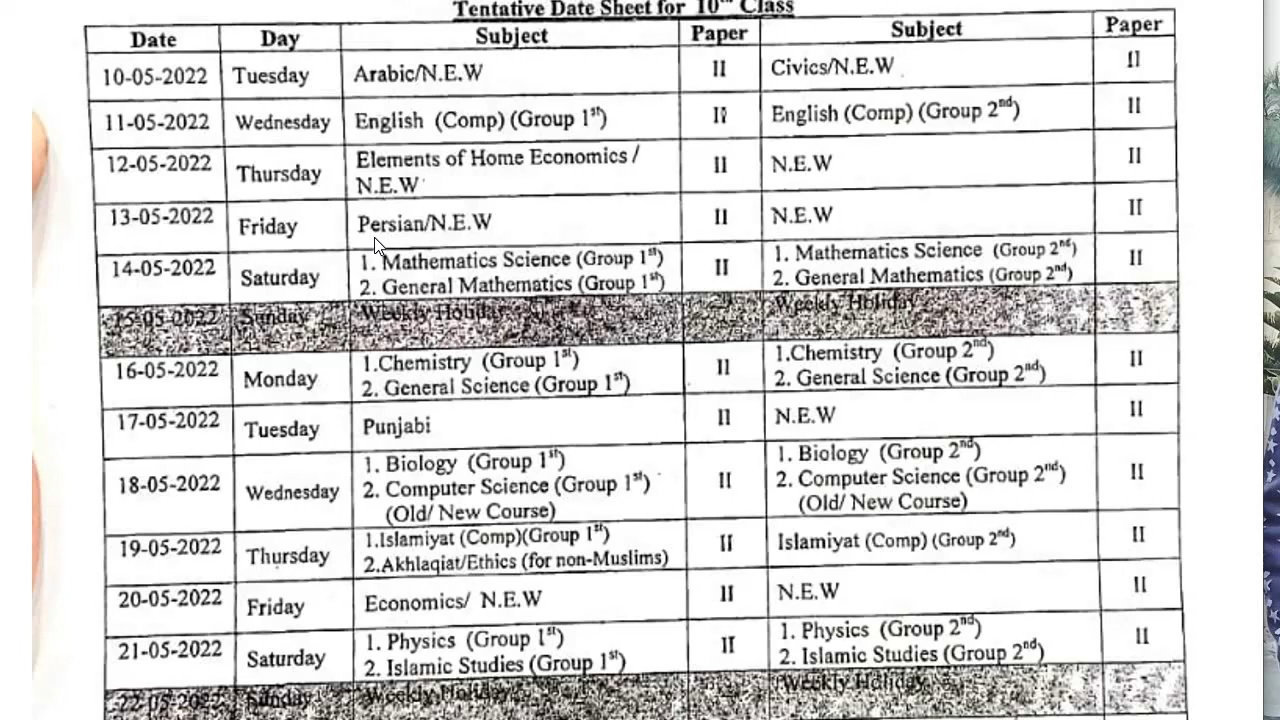 Tentative Date Sheet for 10th Class
Date Day Subject Paper Subject Paper
10-05-2022 Tuesday Arabic/N.E.W II Civics/N.E.W II
11-05-2022 Wednesday English (Comp) (Group 1st) II English (Comp) (Group 2nd) II
12-05-2022 Thursday Elements of Home Economics / II N.E.W II
N.E.W
13-05-2022 Friday Persian/N.E.W II N.E.W II
14-05-2022 Saturday 1. Mathematics Science (Group 1st) II 1. Mathematics Science (Group 2nd) II
2. General Mathematics (Group 1st) 2. General Mathematics (Group 2nd)
15-05-2022 Sunday Weekly Holiday Weekly Holiday
16-05-2022 Monday 1.Chemistry (Group 1st) II 1.Chemistry (Group 2nd) II
2. General Science (Group 1st) 2. General Science (Group 2nd)
17-05-2022 Tuesday Punjabi II N.E.W II
18-05-2022 Wednesday 1. Biology (Group 1st) II 1. Biology (Group 2nd) II
2. Computer Science (Group 1st) 2. Computer Science (Group 2nd)
(Old/ New Course) (Old/ New Course)
19-05-2022 Thursday 1.Islamiyat (Comp)(Group 1st) II Islamiyat (Comp) (Group 2nd) II
2.Akhlaqiat/Ethics (for non-Muslims)
20-05-2022 Friday Economics/ N.E.W II N.E.W II
21-05-2022 Saturday 1. Physics (Group 1st) II 1. Physics (Group 2nd) II
2. Islamic Studies (Group 1st) 2. Islamic Studies (Group 2nd)
22-05-2022 Sunday Weekly Holiday Weekly Holiday